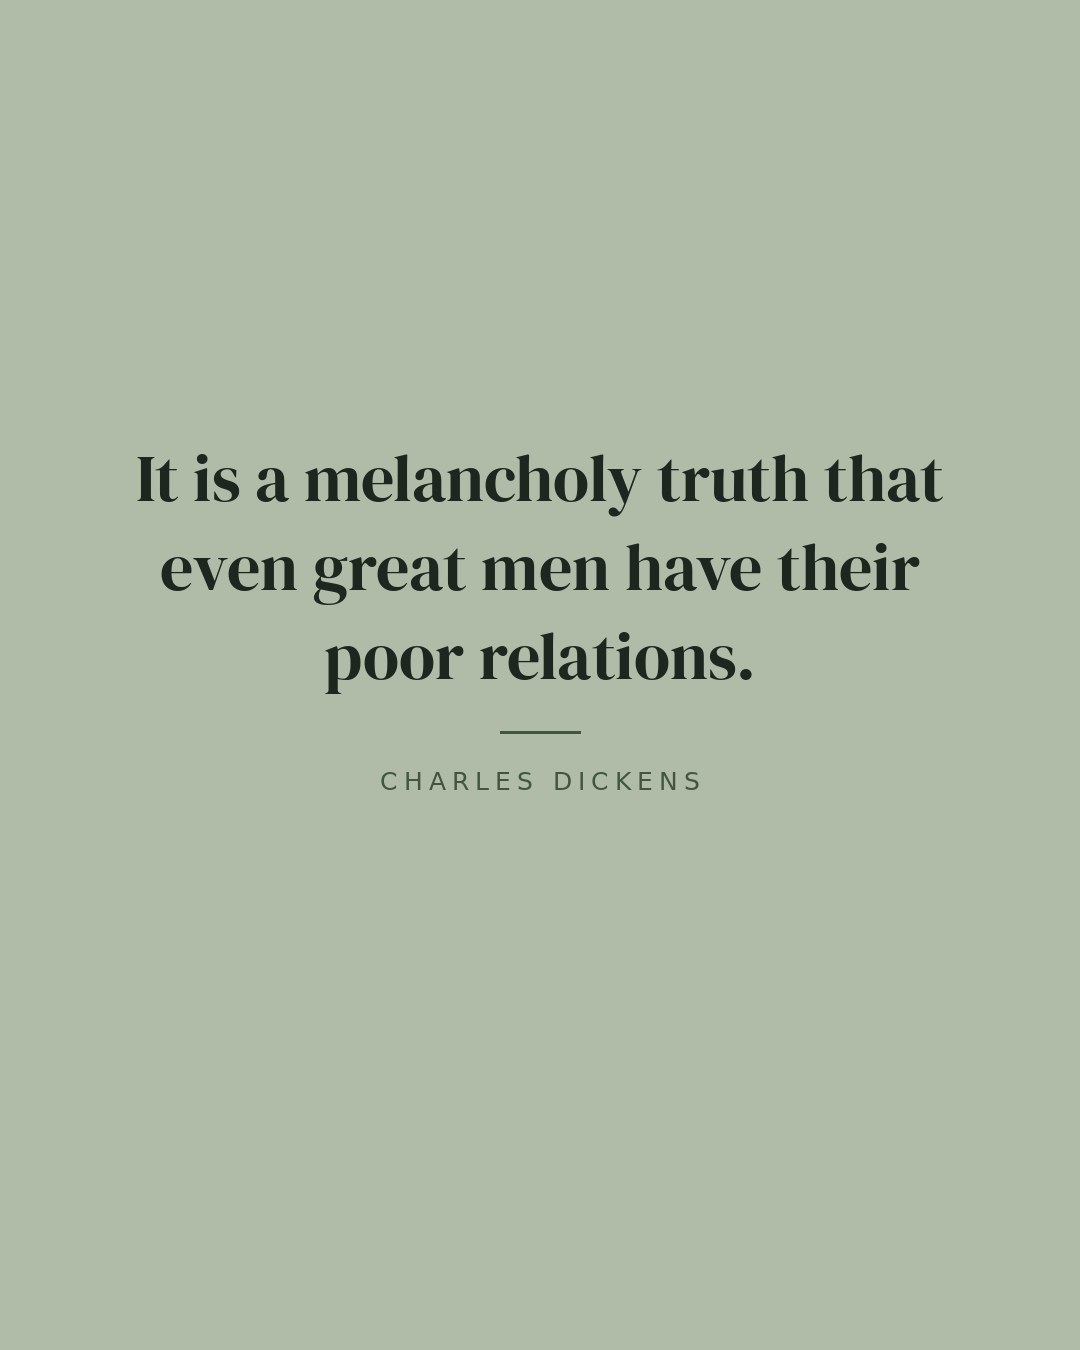 It is a melancholy truth that
even great men have their
poor relations.
CHARLES DICKENS